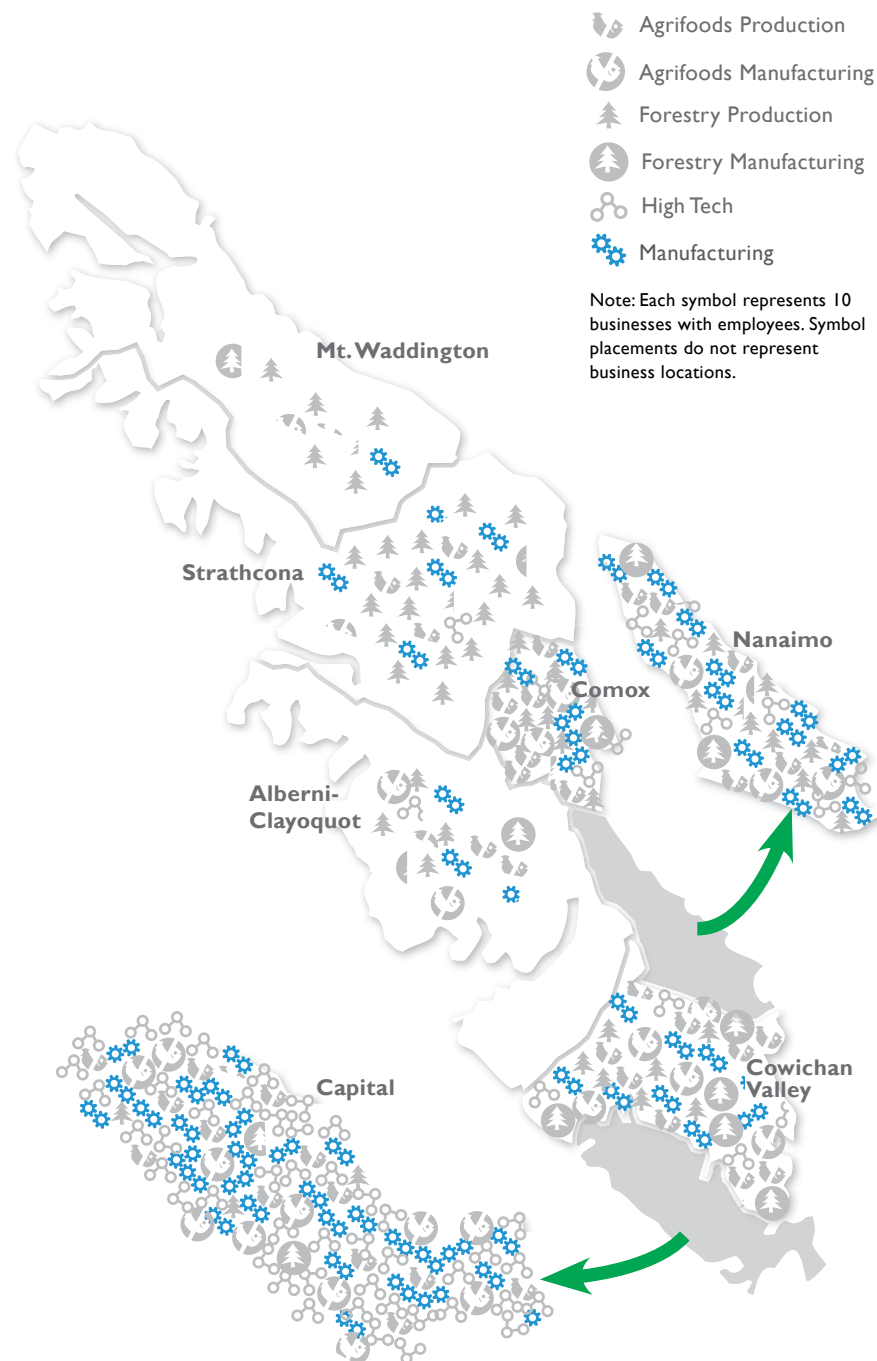 Agrifoods Production
Agrifoods Manufacturing
Forestry Production
Forestry Manufacturing
High Tech
Manufacturing
Note: Each symbol represents 10
businesses with employees. Symbol
placements do not represent
business locations.
Mt. Waddington
Strathcona
Nanaimo
Comox
Alberni-
Clayoquot
Capital
Cowichan
Valley